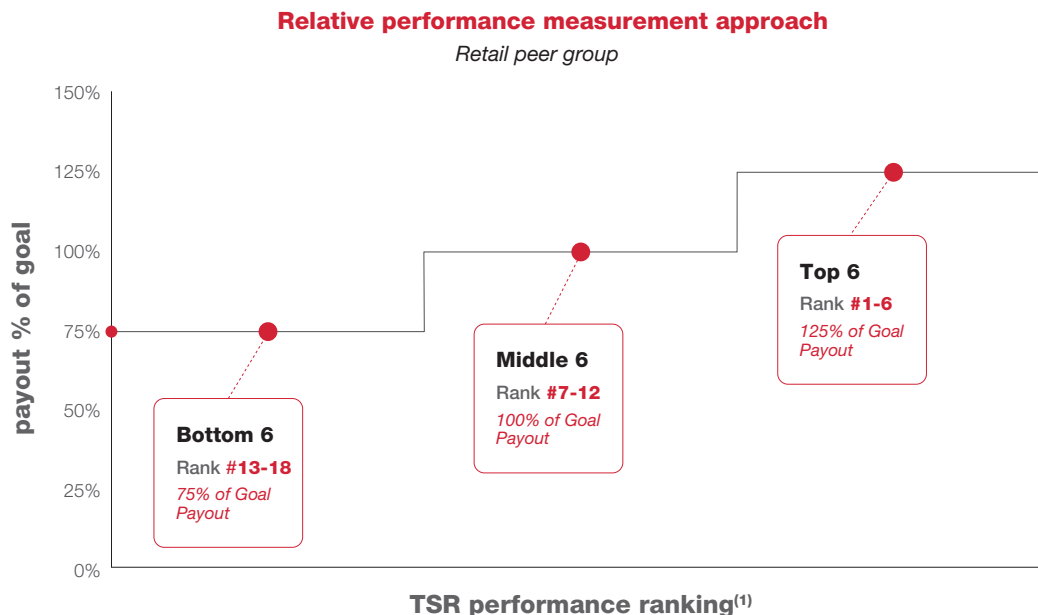 Relative performance measurement approach
Retail peer group
payout % of goal
150%
125%
100%
75%
50%
25%
0%
Bottom 6
Rank #13-18
75% of Goal
Payout
Middle 6
Rank #7-12
100% of Goal
Payout
Top 6
Rank #1-6
125% of Goal
Payout
TSR performance ranking(1)